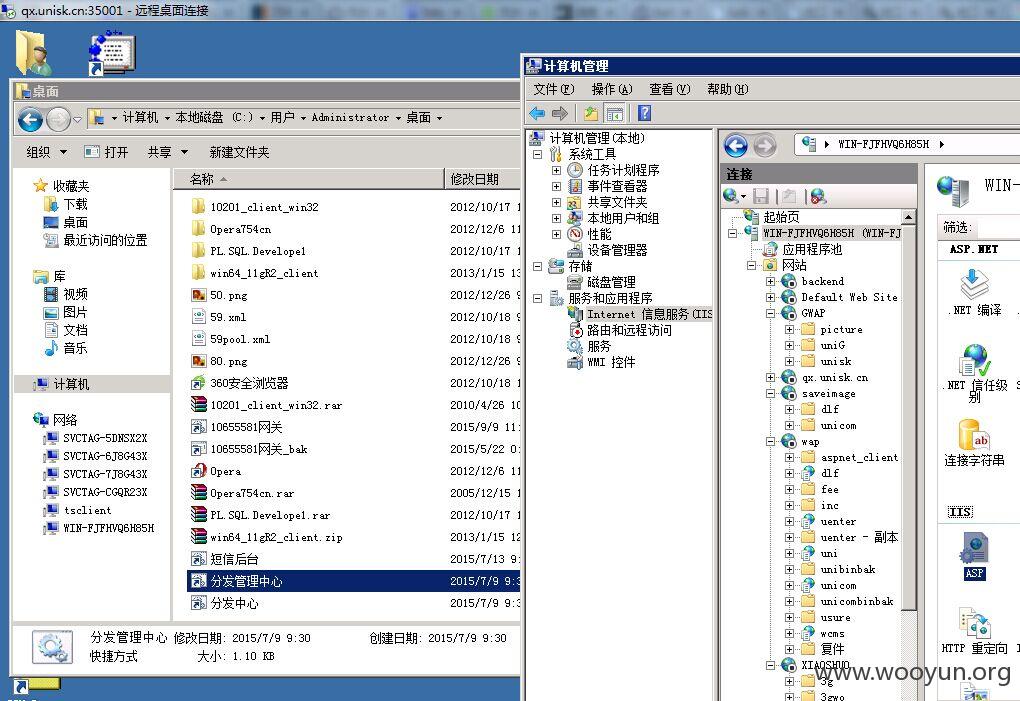 qx.unisk.cn:35001 - 远程桌面连接
桌面
计算机 本地磁盘 (C:) 用户 Administrator 桌面
组织 打开 共享 新建文件夹
收藏夹
下载
桌面
最近访问的位置
库
视频
图片
文档
音乐
计算机
网络
SVCTAG-5DNSX2X
SVCTAG-6J8G43X
SVCTAG-7J8G43X
SVCTAG-CGQR23X
tsclient
WIN-FJFHVQ6H85H
名称 修改日期
10201_client_win32 2012/10/17 1
Opera754cn 2012/12/6 11
PL.SQL.Develope1 2012/10/17 1
win64_11gR2_client 2013/1/15 13
50.png 2012/12/26 9
59.xml 2012/10/18 9
59pool.xml 2012/10/18 9
80.png 2012/12/26 9
360安全浏览器 2012/10/18 1
10201_client_win32.rar 2010/4/26 10
10655581网关 2015/9/9 11:
10655581网关_bak 2015/5/22 0:
Opera 2012/12/6 11
Opera754cn.rar 2005/12/15 1
PL.SQL.Develope1.rar 2012/10/17 1
win64_11gR2_client.zip 2013/1/15 12
短信后台 2015/7/13 9:
分发管理中心 2015/7/9 9:3
分发中心 2015/7/9 9:3
分发管理中心 修改日期: 2015/7/9 9:30 创建日期: 2015/7/9 9:30
快捷方式 大小: 1.10 KB
计算机管理
文件(F) 操作(A) 查看(V) 帮助(H)
计算机管理(本地)
系统工具
任务计划程序
事件查看器
共享文件夹
本地用户和组
性能
设备管理器
存储
磁盘管理
服务和应用程序
Internet 信息服务(IIS
路由和远程访问
服务
WMI 控件
WIN-FJFHVQ6H85H
连接
起始页
WIN-FJFHVQ6H85H (WIN-FJ
应用程序池
网站
backend
Default Web Site
GWAP
picture
uniG
unisk
qx.unisk.cn
saveimage
dlf
unicom
wap
aspnet_client
dlf
fee
inc
uenter
uenter - 副本
uni
unibinbak
unicom
unicombinbak
usure
wcms
复件
XIAOSHUO
3g
3gwo
WIN-
筛选:
ASP.NET
.NET 编译
.NET 信任级别
连接字符串
IIS
ASP
HTTP 重定向
www.wooyun.org